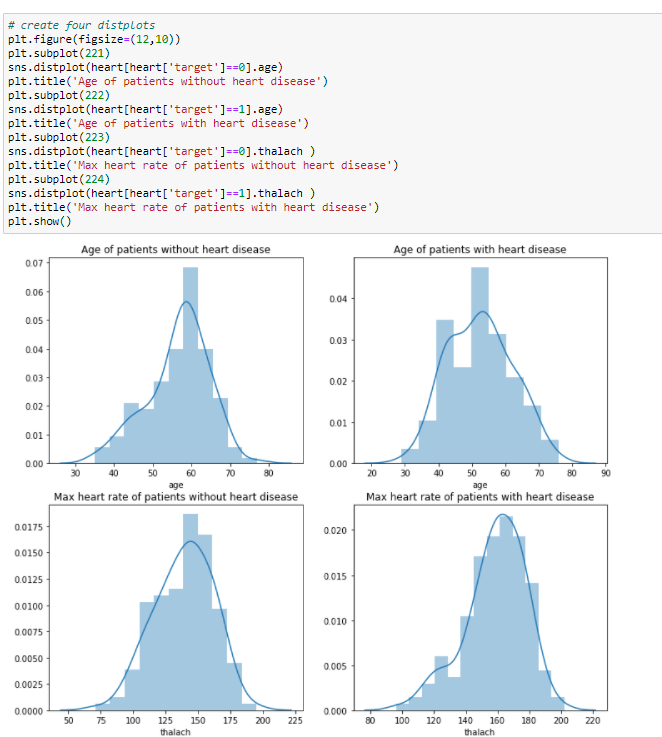 # create four distplots
plt.figure(figsize=(12,10))
plt.subplot(221)
sns.distplot(heart[heart['target']==0].age)
plt.title('Age of patients without heart disease')
plt.subplot(222)
sns.distplot(heart[heart['target']==1].age)
plt.title('Age of patients with heart disease')
plt.subplot(223)
sns.distplot(heart[heart['target']==0].thalach )
plt.title('Max heart rate of patients without heart disease')
plt.subplot(224)
sns.distplot(heart[heart['target']==1].thalach )
plt.title('Max heart rate of patients with heart disease')
plt.show()
Age of patients without heart disease
0.07
0.06
0.05
0.04
0.03
0.02
0.01
0.00
30 40 50 60 70 80
age
Age of patients with heart disease
0.04
0.03
0.02
0.01
0.00
20 30 40 50 60 70 80 90
age
Max heart rate of patients without heart disease
0.0175
0.0150
0.0125
0.0100
0.0075
0.0050
0.0025
0.0000
50 75 100 125 150 175 200 225
thalach
Max heart rate of patients with heart disease
0.020
0.015
0.010
0.005
0.000
80 100 120 140 160 180 200 220
thalach